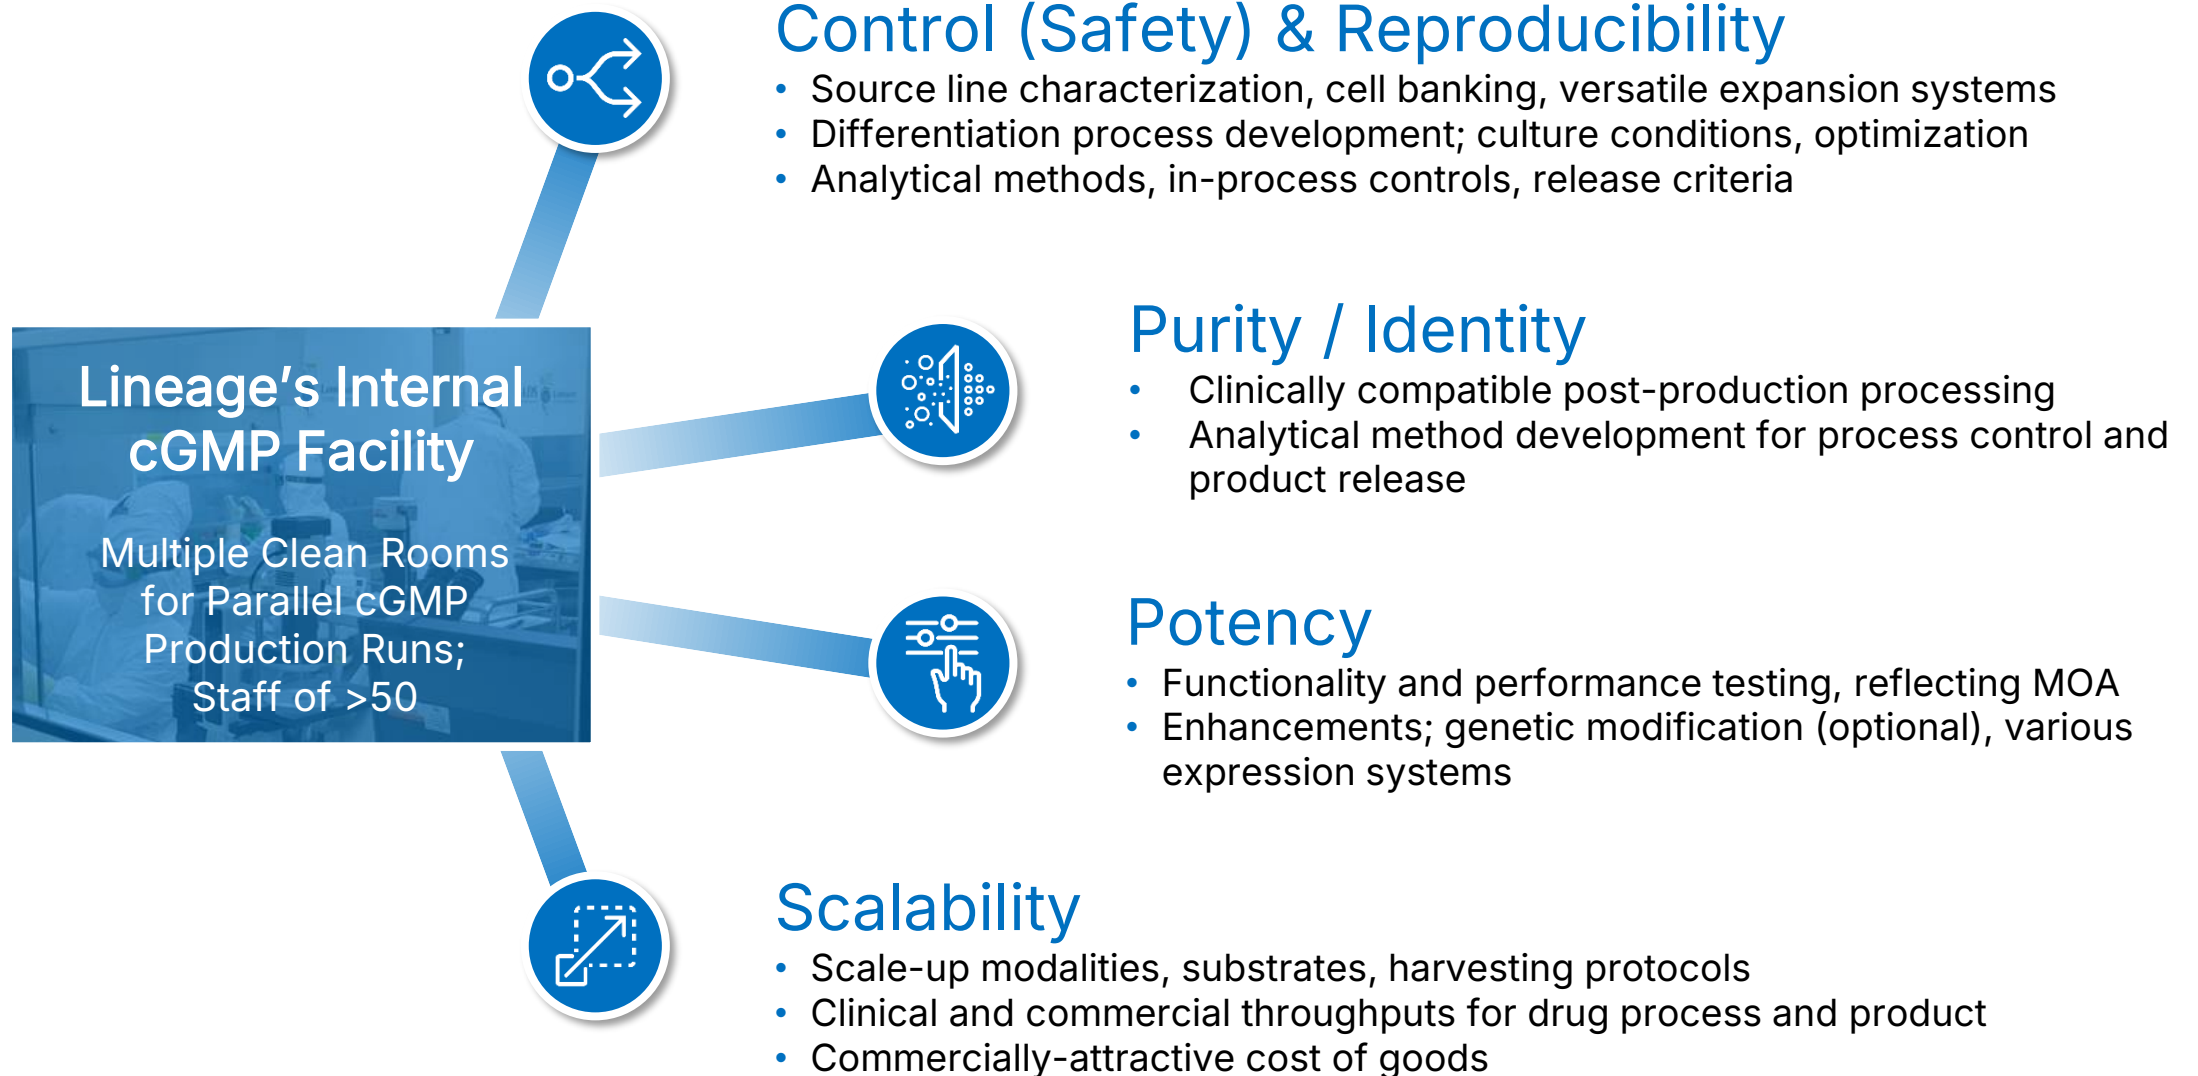 Control (Safety) & Reproducibility
• Source line characterization, cell banking, versatile expansion systems
• Differentiation process development; culture conditions, optimization
• Analytical methods, in-process controls, release criteria
Lineage’s Internal
cGMP Facility
Multiple Clean Rooms
for Parallel cGMP
Production Runs;
Staff of >50
Purity / Identity
• Clinically compatible post-production processing
• Analytical method development for process control and
product release
Potency
• Functionality and performance testing, reflecting MOA
• Enhancements; genetic modification (optional), various
expression systems
Scalability
• Scale-up modalities, substrates, harvesting protocols
• Clinical and commercial throughputs for drug process and product
• Commercially-attractive cost of goods